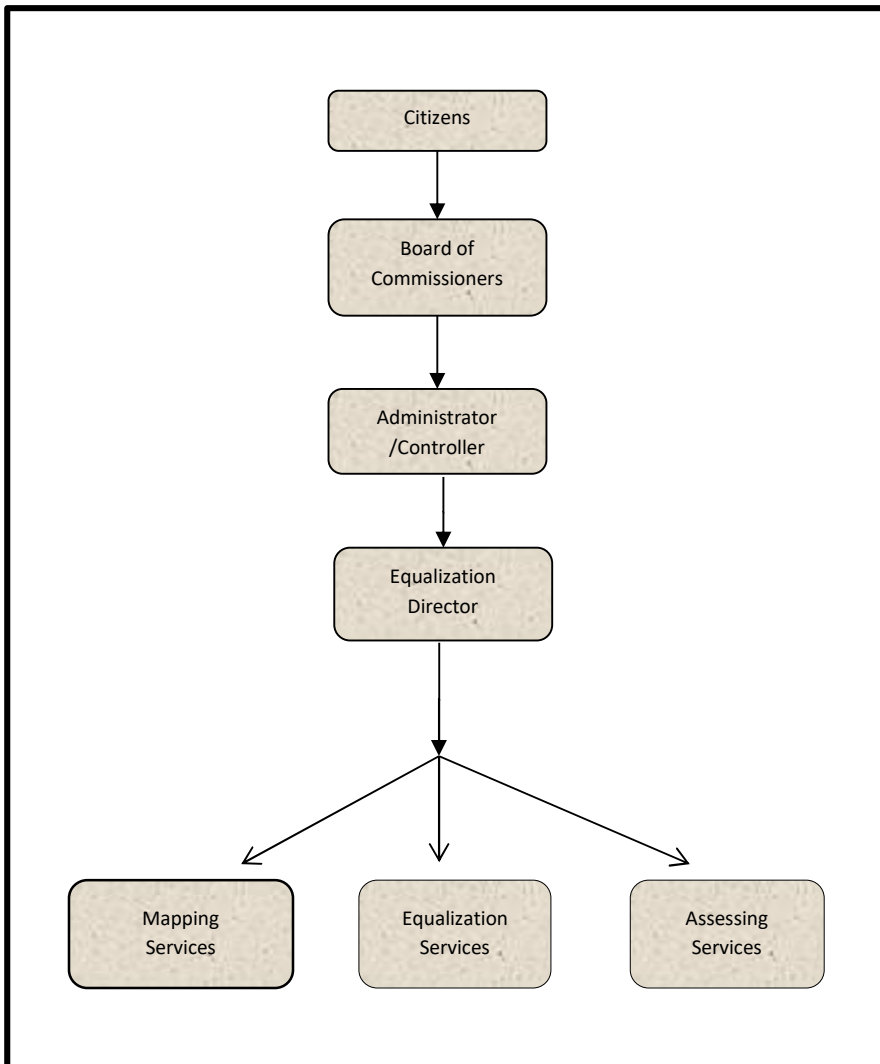 Citizens
Board of
Commissioners
Administrator
/Controller
Equalization
Director
Mapping
Services
Equalization
Services
Assessing
Services